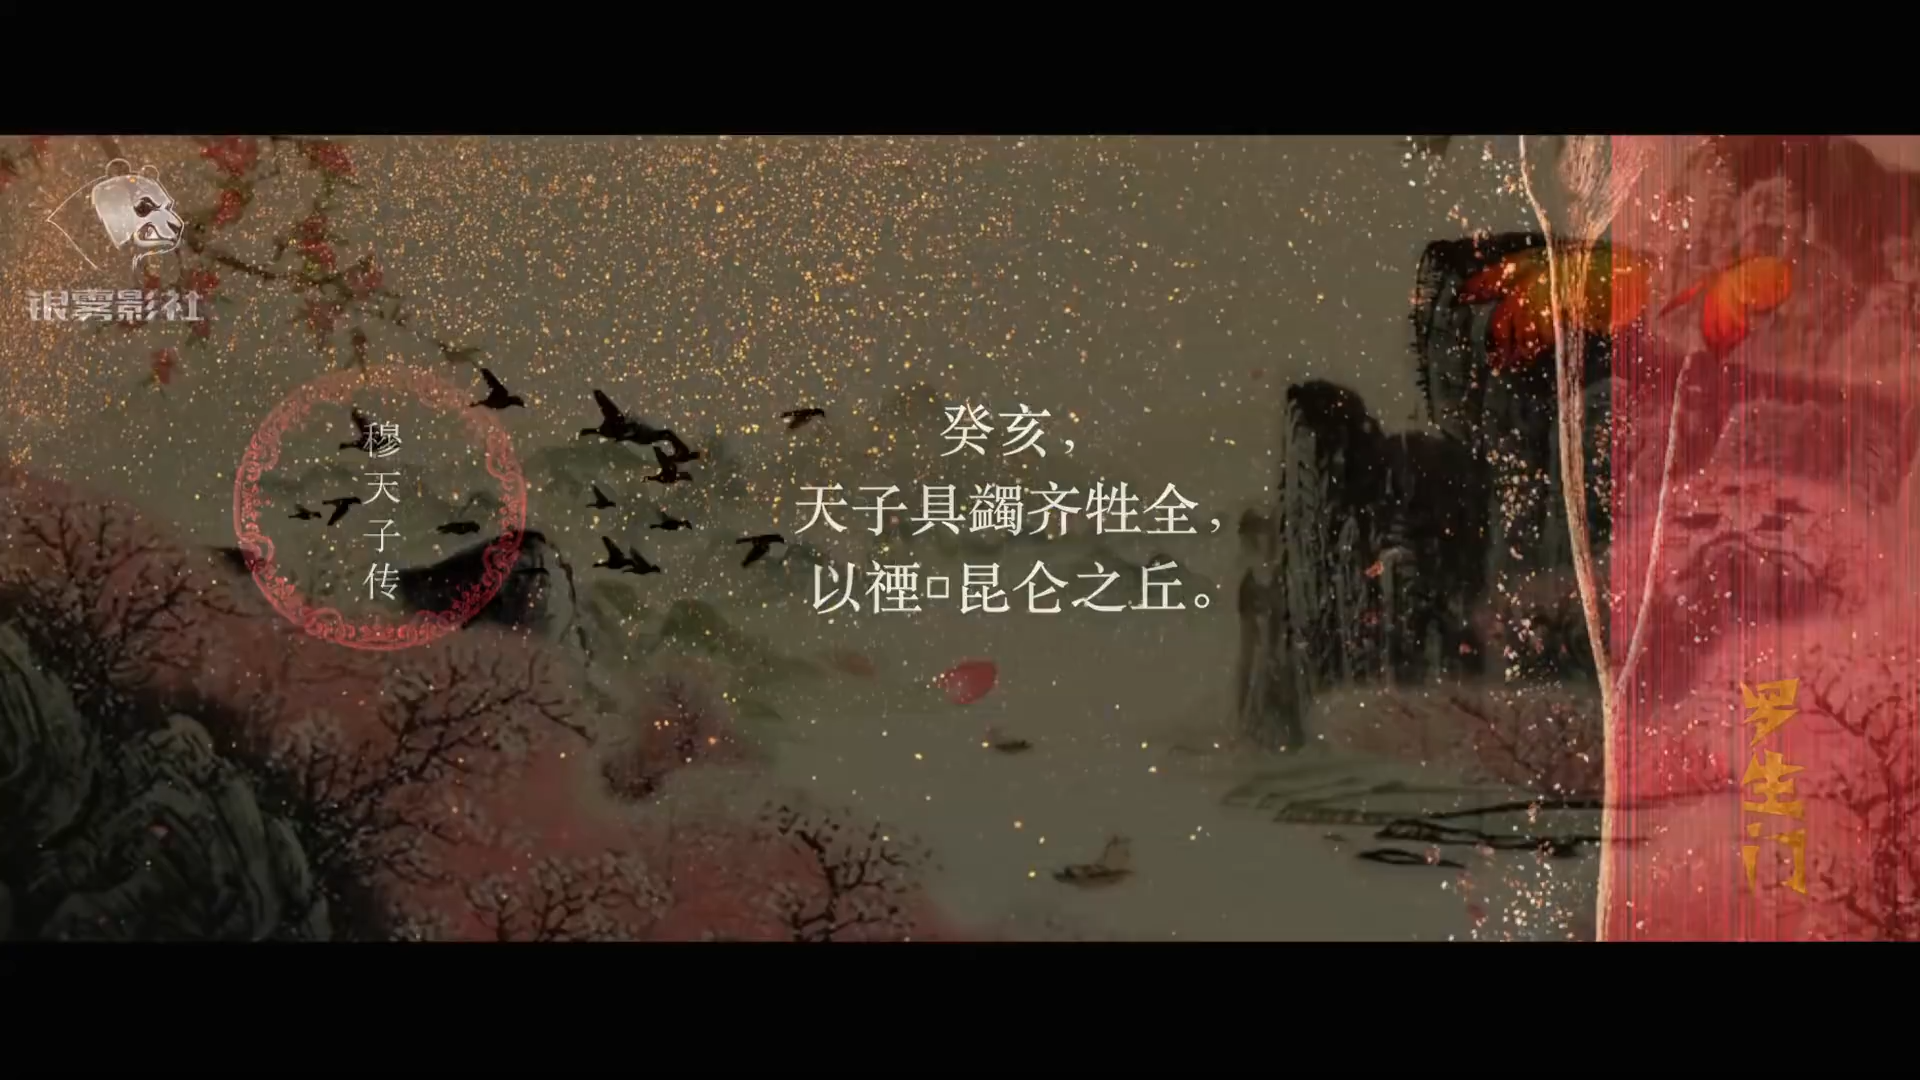 银雾影社
穆天子传
癸亥，
天子具蠲齐牲全，
以禋□昆仑之丘。
罗生门